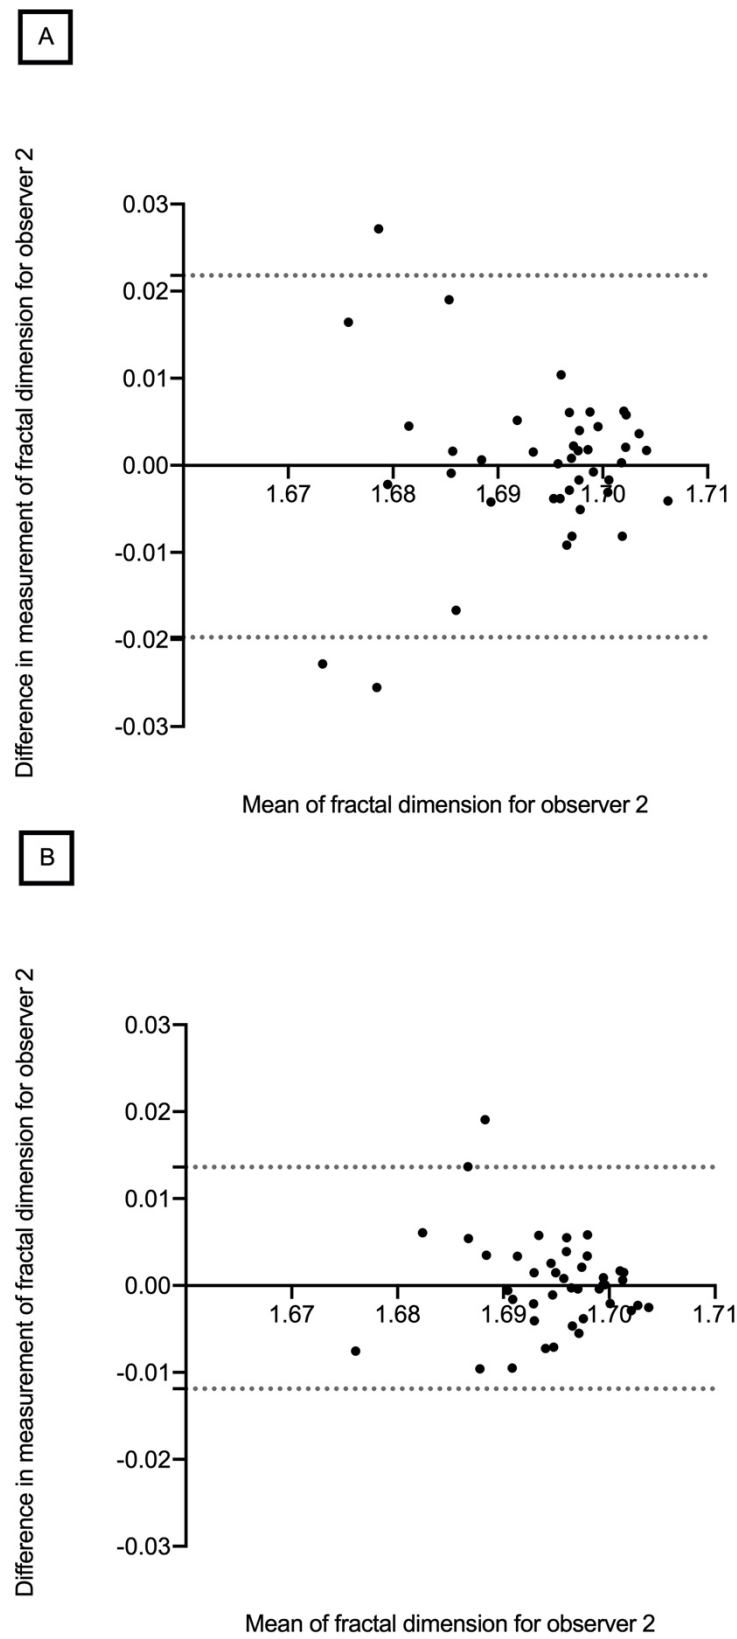 A
Difference in measurement of fractal dimension for observer 2
0.03
0.02
0.01
0.00
-0.01
-0.02
-0.03
1.67 1.68 1.69 1.70 1.71
Mean of fractal dimension for observer 2
B
Difference in measurement of fractal dimension for observer 2
0.03
0.02
0.01
0.00
-0.01
-0.02
-0.03
1.67 1.68 1.69 1.70 1.71
Mean of fractal dimension for observer 2